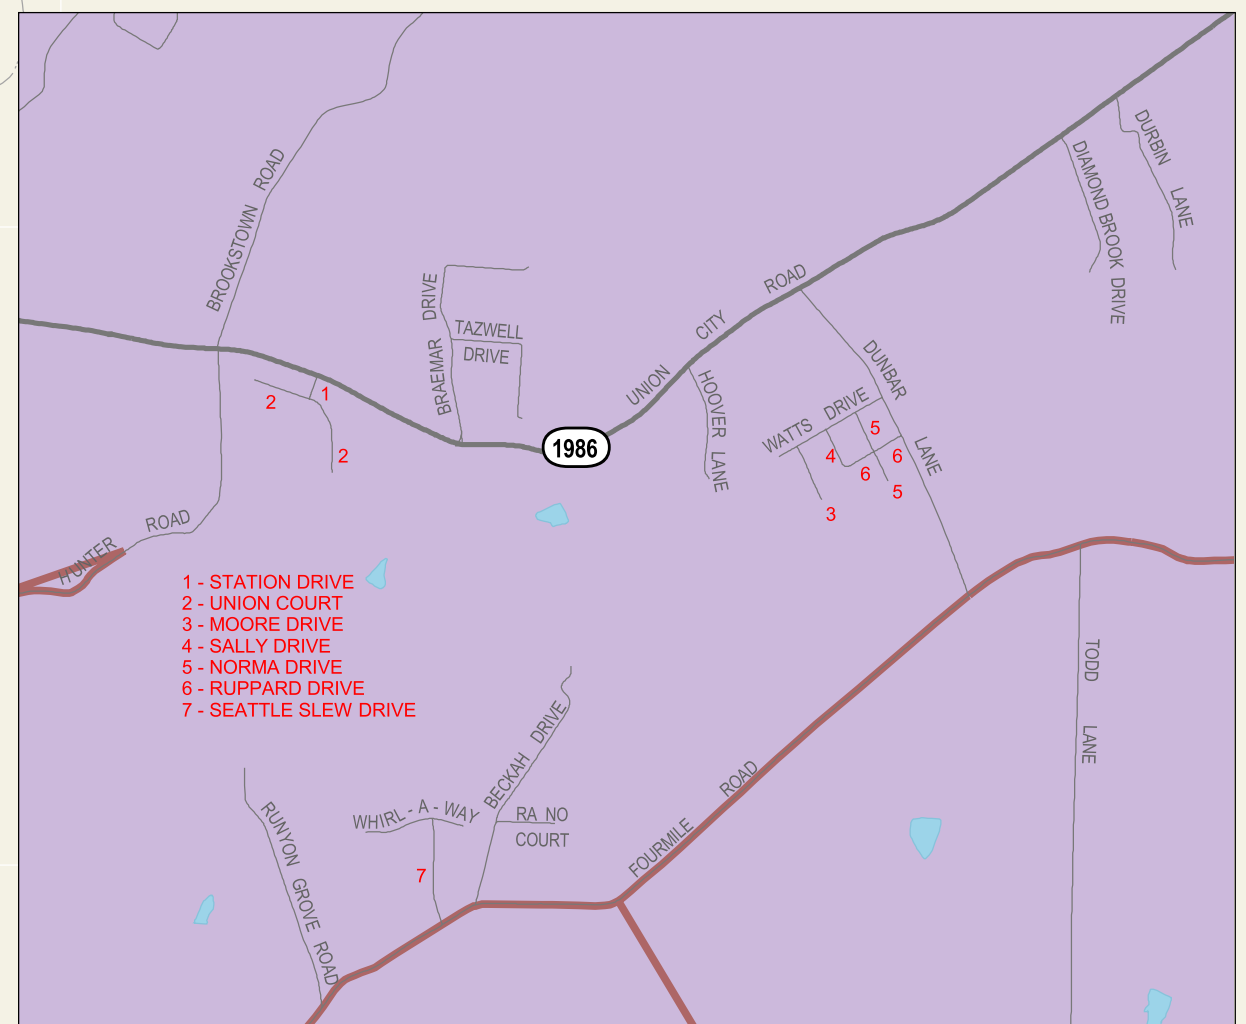 DURBIN LANE
DIAMOND BROOK DRIVE
BROOKSTOWN ROAD
BRAEMAR DRIVE
TAZWELL
DRIVE
UNION CITY ROAD
HOOVER LANE
DUNBAR LANE
WATTS DRIVE
1
2
2
1986
5
4
6
6
5
3
HUNTER ROAD
1 - STATION DRIVE
2 - UNION COURT
3 - MOORE DRIVE
4 - SALLY DRIVE
5 - NORMA DRIVE
6 - RUPPARD DRIVE
7 - SEATTLE SLEW DRIVE
TODD LANE
BECKAH DRIVE
WHIRL - A - WAY
RA NO
COURT
FOURMILE ROAD
7
RUNYON GROVE ROAD